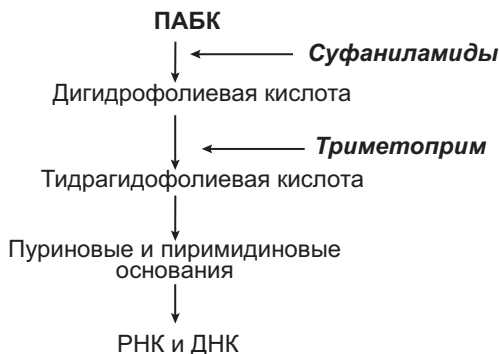 ПАБК
Суфаниламиды
Дигидрофолиевая кислота
Триметоприм
Тидрагидофолиевая кислота
Пуриновые и пиримидиновые
основания
РНК и ДНК